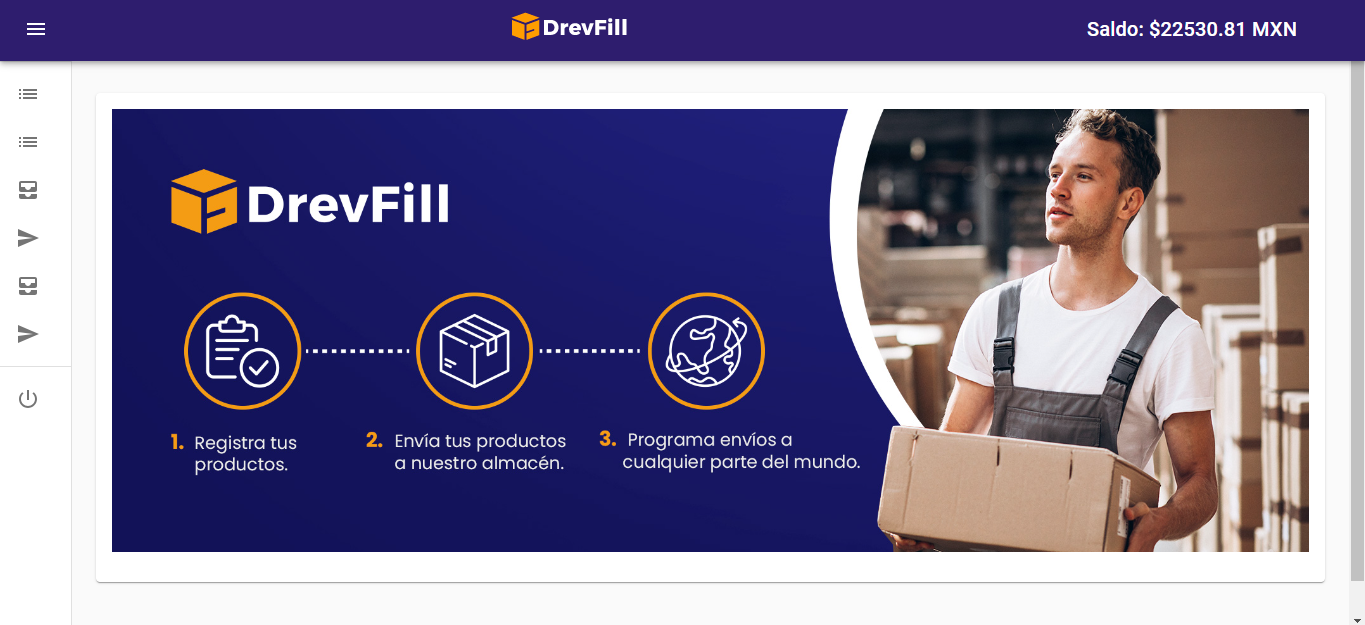 DrevFill
Saldo: $22530.81 MXN
DrevFill
1. Registra tus
productos.
2. Envía tus productos
a nuestro almacén.
3. Programa envíos a
cualquier parte del mundo.